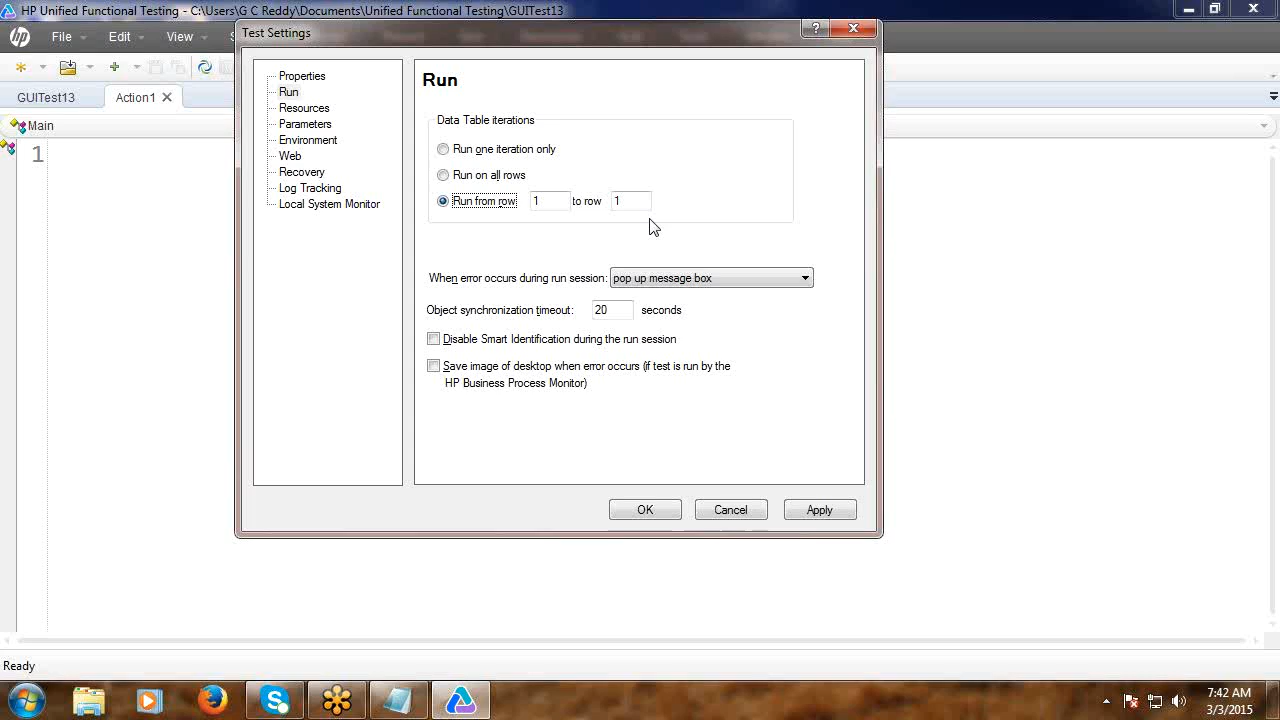 HP Unified Functional Testing - C:\Users\G C Reddy\Documents\Unified Functional Testing\GUITest13
Test Settings
?
hp File Edit View
GUITest13 Action1
Main
1
Properties
Run
Resources
Parameters
Environment
Web
Recovery
Log Tracking
Local System Monitor
Run
Data Table iterations
Run one iteration only
Run on all rows
Run from row 1 to row 1
When error occurs during run session: pop up message box
Object synchronization timeout: 20 seconds
Disable Smart Identification during the run session
Save image of desktop when error occurs (if test is run by the
HP Business Process Monitor)
OK Cancel Apply
Ready
7:42 AM
3/3/2015